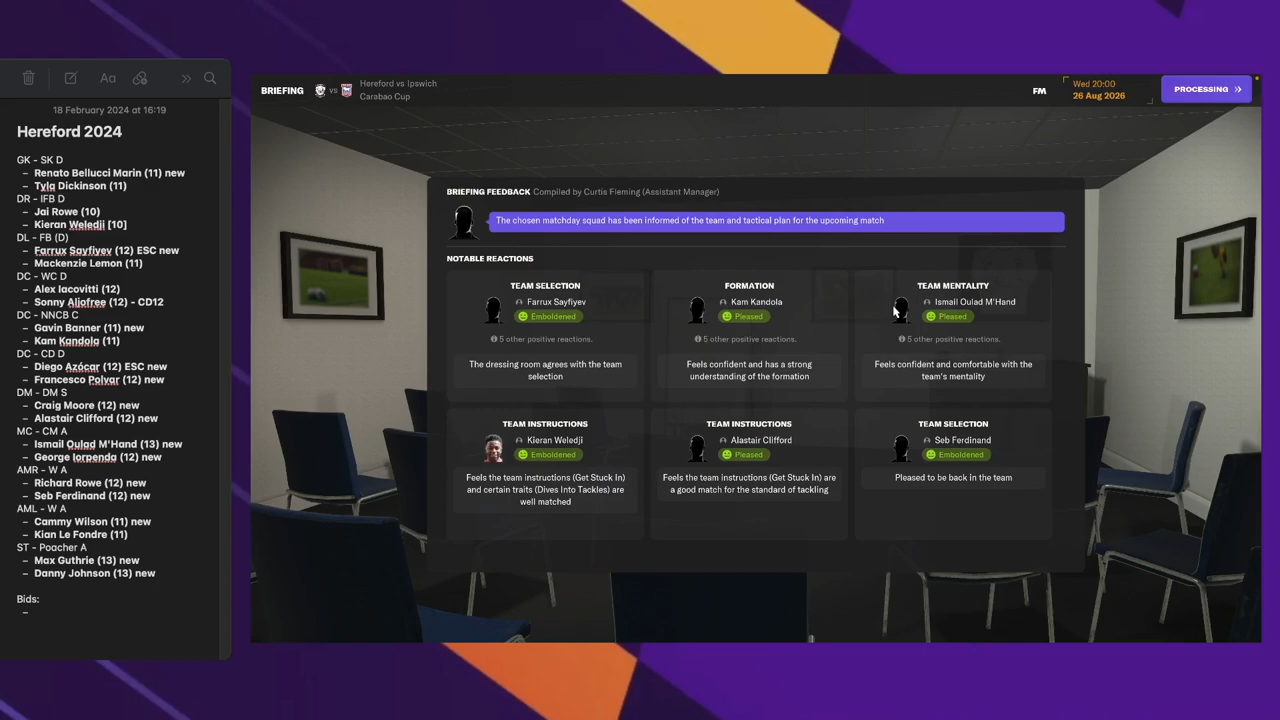 18 February 2024 at 16:19
Hereford 2024
GK - SK D
– Renato Bellucci Marin (11) new
– Tyla Dickinson (11)
DR - IFB D
– Jai Rowe (10)
– Kieran Weledji [10]
DL - FB (D)
– Farrux Sayfiyev (12) ESC new
– Mackenzie Lemon (11)
DC - WC D
– Alex Iacovitti (12)
– Sonny Aljofree (12) - CD12
DC - NNCB C
– Gavin Banner (11) new
– Kam Kandola (11)
DC - CD D
– Diego Azócar (12) ESC new
– Francesco Polvar (12) new
DM - DM S
– Craig Moore (12) new
– Alastair Clifford (12) new
MC - CM A
– Ismail Oulad M'Hand (13) new
– George Iorpenda (12) new
AMR - W A
– Richard Rowe (12) new
– Seb Ferdinand (12) new
AML - W A
– Cammy Wilson (11) new
– Kian Le Fondre (11)
ST - Poacher A
– Max Guthrie (13) new
– Danny Johnson (13) new
Bids:
–
BRIEFING
vs
Hereford vs Ipswich
Carabao Cup
FM
Wed 20:00
26 Aug 2026
PROCESSING
BRIEFING FEEDBACK Compiled by Curtis Fleming (Assistant Manager)
The chosen matchday squad has been informed of the team and tactical plan for the upcoming match
NOTABLE REACTIONS
TEAM SELECTION
Farrux Sayfiyev
Emboldened
5 other positive reactions.
The dressing room agrees with the team
selection
FORMATION
Kam Kandola
Pleased
5 other positive reactions.
Feels confident and has a strong
understanding of the formation
TEAM MENTALITY
Ismail Oulad M'Hand
Pleased
5 other positive reactions.
Feels confident and comfortable with the
team's mentality
TEAM INSTRUCTIONS
Kieran Weledji
Emboldened
Feels the team instructions (Get Stuck In)
and certain traits (Dives Into Tackles) are
well matched
TEAM INSTRUCTIONS
Alastair Clifford
Pleased
Feels the team instructions (Get Stuck In) are
a good match for the standard of tackling
TEAM SELECTION
Seb Ferdinand
Emboldened
Pleased to be back in the team